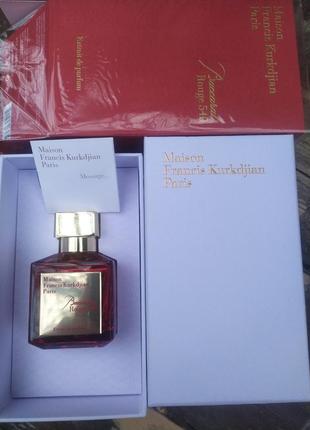 Maison
Francis Kurkdjian
Paris
Baccarat
Rouge 540
Extrait de parfum
Maison
Francis Kurkdjian
Paris
Message...
Maison
Francis Kurkdjian
Paris
Maison
Francis Kurkdjian
Paris
Baccarat
Rouge